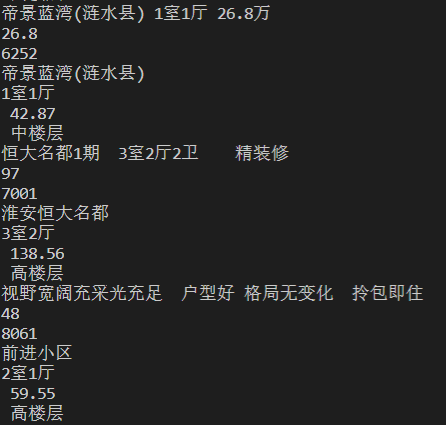 帝景蓝湾(涟水县) 1室1厅 26.8万
26.8
6252
帝景蓝湾(涟水县)
1室1厅
42.87
中楼层
恒大名都1期  3室2厅2卫    精装修
97
7001
淮安恒大名都
3室2厅
138.56
高楼层
视野宽阔充采光充足  户型好 格局无变化  拎包即住
48
8061
前进小区
2室1厅
59.55
高楼层